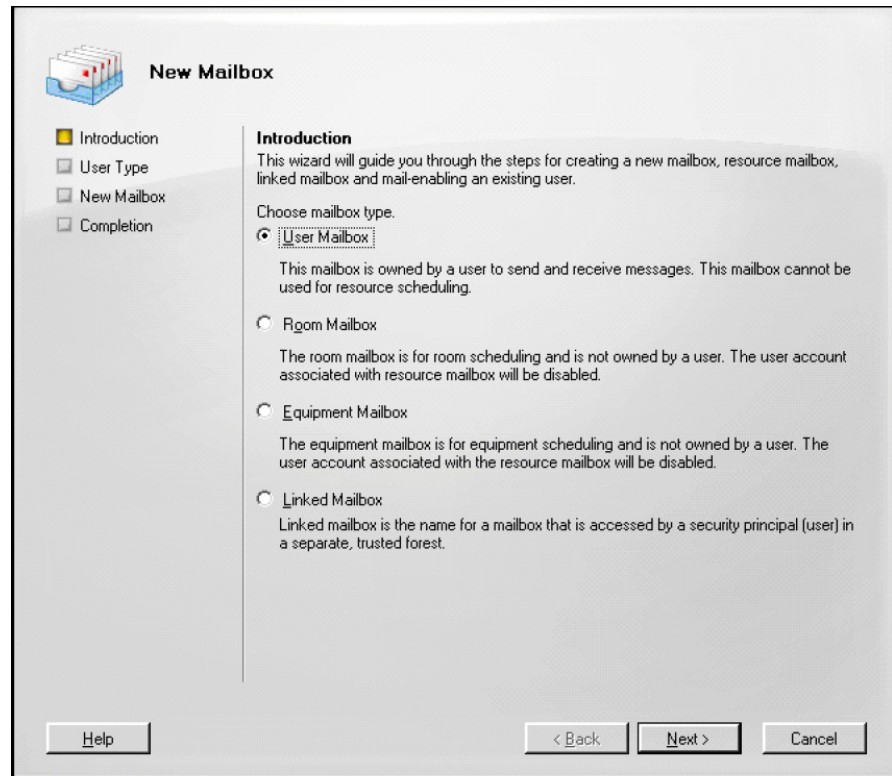 New Mailbox
Introduction
User Type
New Mailbox
Completion
Introduction
This wizard will guide you through the steps for creating a new mailbox, resource mailbox,
linked mailbox and mail-enabling an existing user.
Choose mailbox type.
User Mailbox
This mailbox is owned by a user to send and receive messages. This mailbox cannot be
used for resource scheduling.
Room Mailbox
The room mailbox is for room scheduling and is not owned by a user. The user account
associated with resource mailbox will be disabled.
Equipment Mailbox
The equipment mailbox is for equipment scheduling and is not owned by a user. The
user account associated with the resource mailbox will be disabled.
Linked Mailbox
Linked mailbox is the name for a mailbox that is accessed by a security principal (user) in
a separate, trusted forest.
Help
< Back
Next >
Cancel